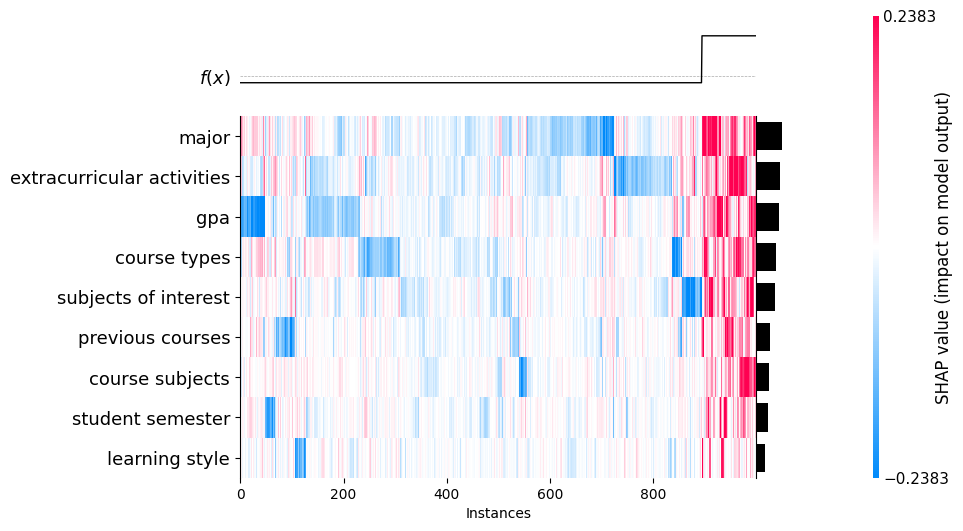 0.2383
f(x)
major
extracurricular activities
gpa
course types
subjects of interest
previous courses
course subjects
student semester
learning style
0 200 400 600 800
Instances
−0.2383
SHAP value (impact on model output)